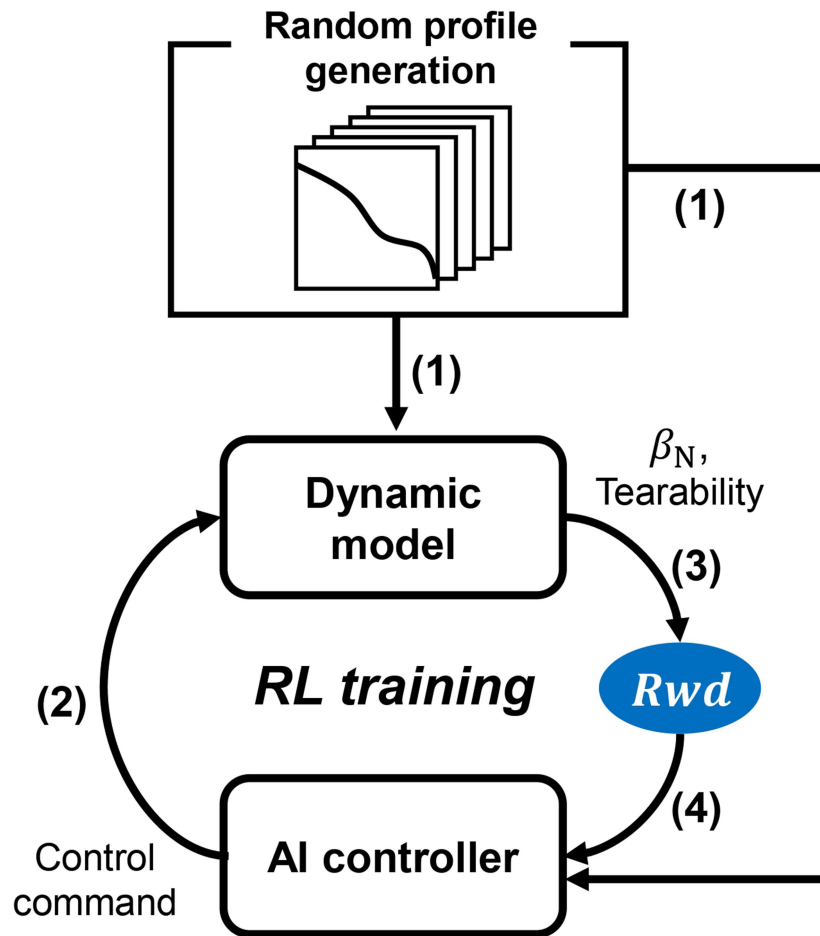 Random profile
generation
(1)
(1)
Dynamic
model
β_N,
Tearability
(3)
(2)
RL training
Rwd
(4)
AI controller
Control
command